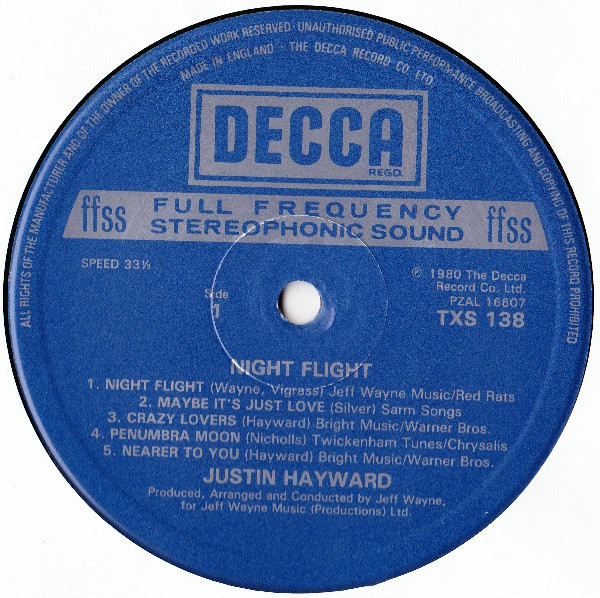 ALL RIGHTS OF THE MANUFACTURER AND OF THE OWNER OF THE RECORDED WORK RESERVED · UNAUTHORISED PUBLIC PERFORMANCE BROADCASTING AND COPYING OF THIS RECORD PROHIBITED
MADE IN ENGLAND - THE DECCA RECORD CO. LTD.
DECCA
REGD.
ffss FULL FREQUENCY STEREOPHONIC SOUND ffss
SPEED 33⅓
Side
1
℗ 1980 The Decca
Record Co. Ltd.
PZAL 16607
TXS 138
NIGHT FLIGHT
1. NIGHT FLIGHT (Wayne, Vigrass) Jeff Wayne Music/Red Rats
2. MAYBE IT'S JUST LOVE (Silver) Sarm Songs
3. CRAZY LOVERS (Hayward) Bright Music/Warner Bros.
4. PENUMBRA MOON (Nicholls) Twickenham Tunes/Chrysalis
5. NEARER TO YOU (Hayward) Bright Music/Warner Bros.
JUSTIN HAYWARD
Produced, Arranged and Conducted by Jeff Wayne,
for Jeff Wayne Music (Productions) Ltd.